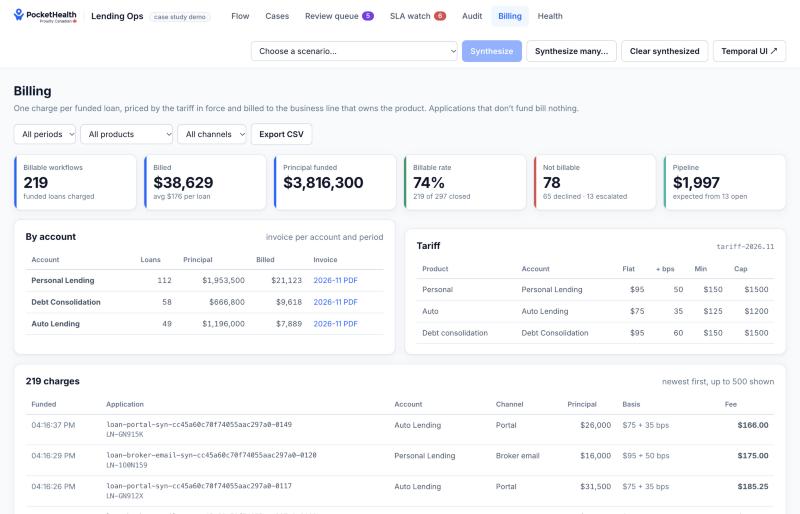 PocketHealth
Proudly Canadian
Lending Ops
case study demo
Flow
Cases
Review queue 5
SLA watch 6
Audit
Billing
Health
Choose a scenario...
Synthesize
Synthesize many...
Clear synthesized
Temporal UI ↗
Billing
One charge per funded loan, priced by the tariff in force and billed to the business line that owns the product. Applications that don't fund bill nothing.
All periods
All products
All channels
Export CSV
Billable workflows
219
funded loans charged
Billed
$38,629
avg $176 per loan
Principal funded
$3,816,300
Billable rate
74%
219 of 297 closed
Not billable
78
65 declined · 13 escalated
Pipeline
$1,997
expected from 13 open
By account
invoice per account and period
Account Loans Principal Billed Invoice
Personal Lending 112 $1,953,500 $21,123 2026-11 PDF
Debt Consolidation 58 $666,800 $9,618 2026-11 PDF
Auto Lending 49 $1,196,000 $7,889 2026-11 PDF
Tariff
tariff-2026.11
Product Account Flat + bps Min Cap
Personal Personal Lending $95 50 $150 $1500
Auto Auto Lending $75 35 $125 $1200
Debt consolidation Debt Consolidation $95 60 $150 $1500
219 charges
newest first, up to 500 shown
Funded Application Account Channel Principal Basis Fee
04:16:37 PM loan-portal-syn-cc45a60c70f74055aac297a0-0149 Auto Lending Portal $26,000 $75 + 35 bps $166.00
LN-GN915K
04:16:29 PM loan-broker-email-syn-cc45a60c70f74055aac297a0-0120 Personal Lending Broker email $16,000 $95 + 50 bps $175.00
LN-1O0N159
04:16:26 PM loan-portal-syn-cc45a60c70f74055aac297a0-0117 Auto Lending Portal $31,500 $75 + 35 bps $185.25
LN-GN912X